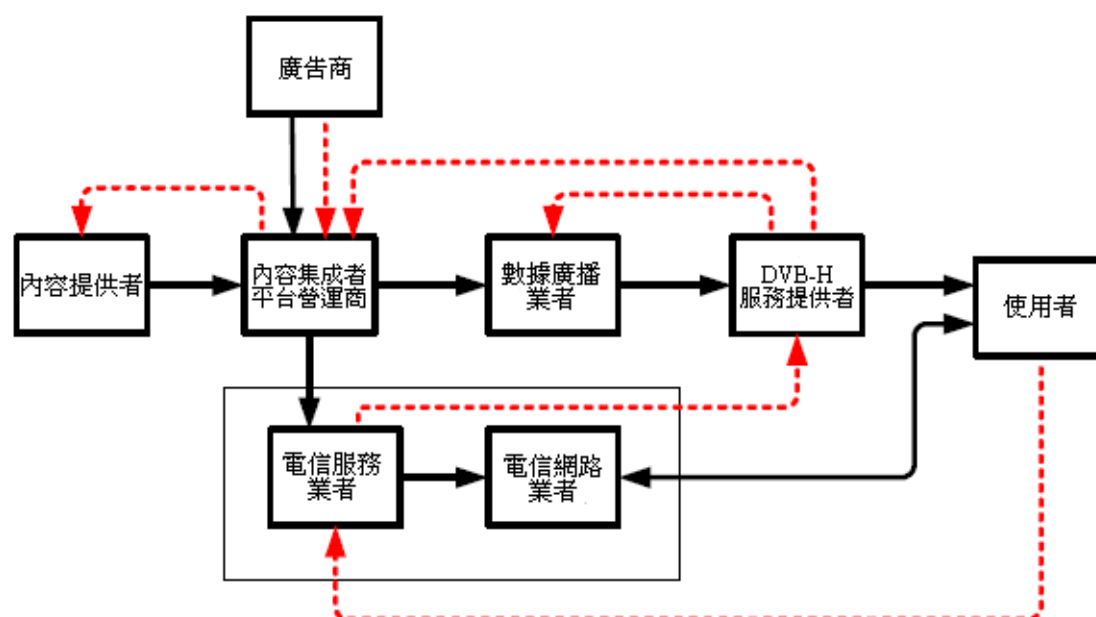 廣告商
內容提供者
內容集成者
平台營運商
數據廣播
業者
DVB-H
服務提供者
使用者
電信服務
業者
電信網路
業者